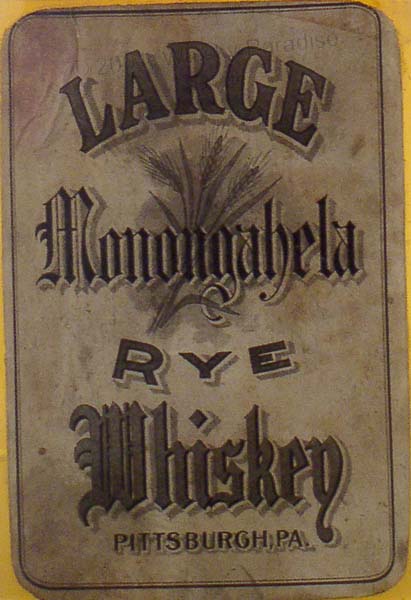 LARGE
Monongahela
RYE
Whiskey
PITTSBURGH, PA.